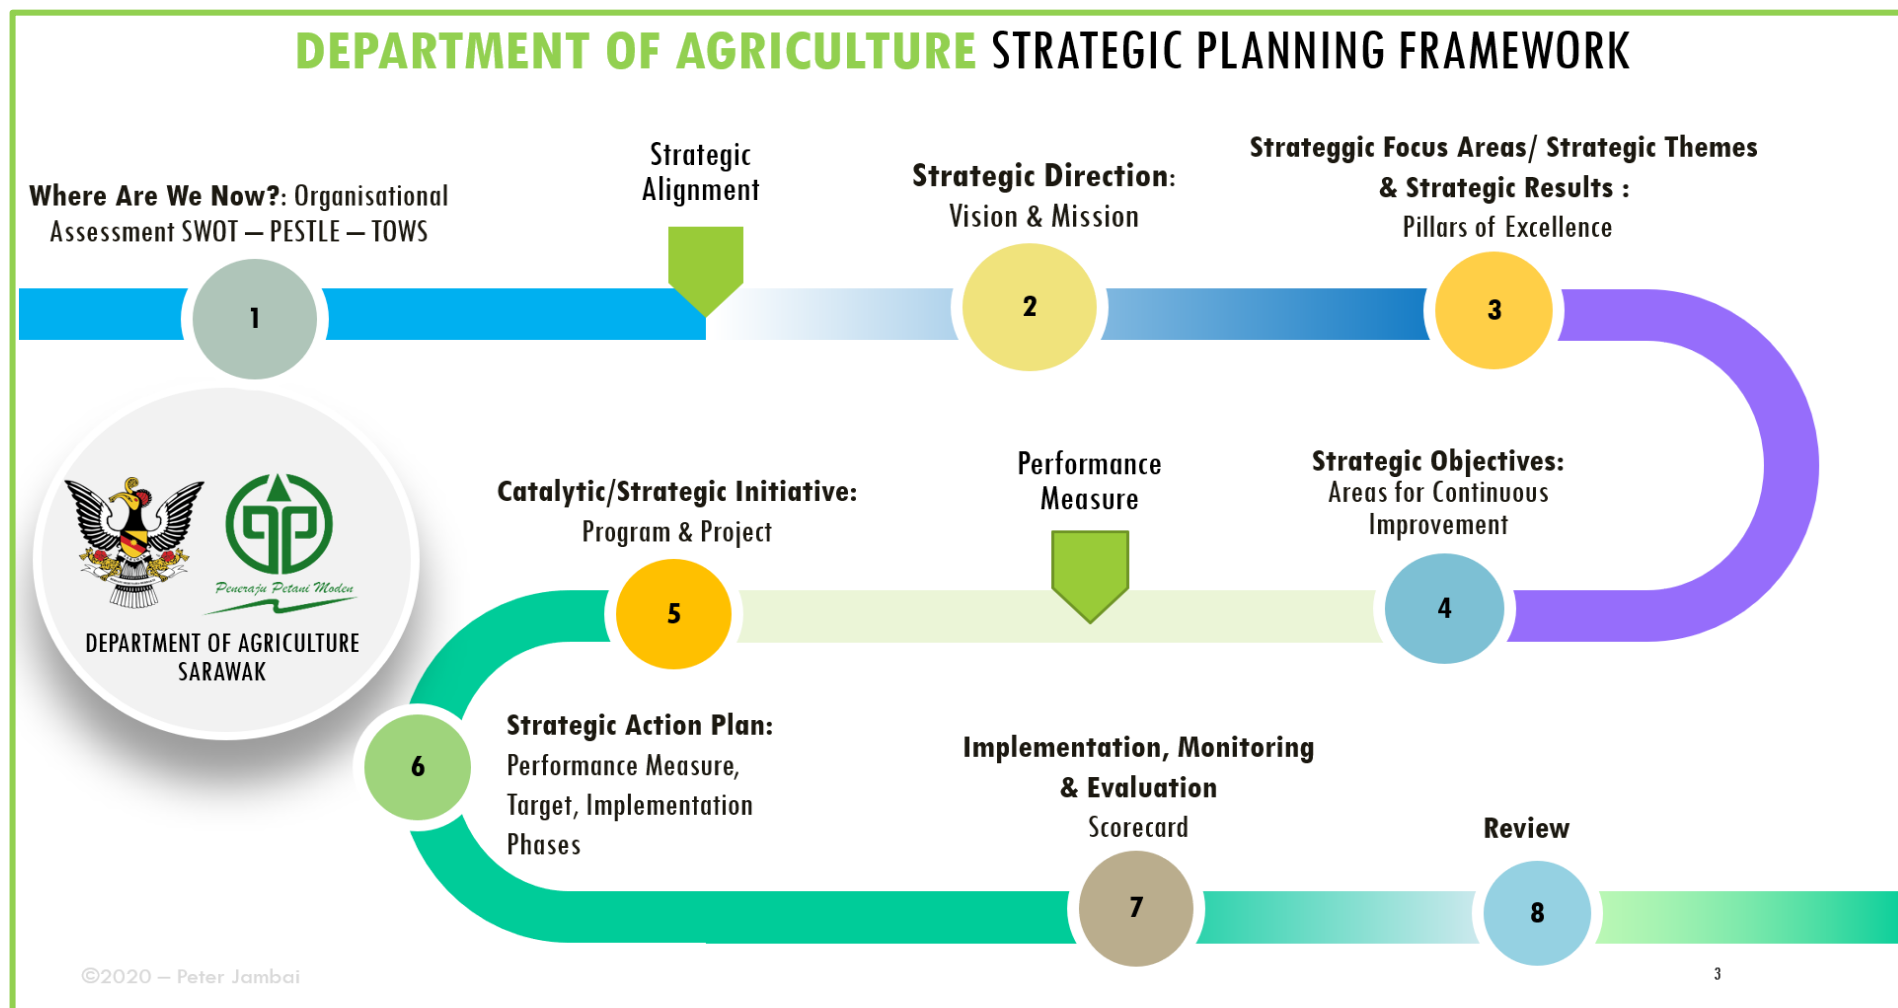 DEPARTMENT OF AGRICULTURE STRATEGIC PLANNING FRAMEWORK
Where Are We Now?: Organisational
Assessment SWOT – PESTLE – TOWS
1
Strategic
Alignment
Strategic Direction:
Vision & Mission
2
Strateggic Focus Areas/ Strategic Themes
& Strategic Results :
Pillars of Excellence
3
Strategic Objectives:
Areas for Continuous
Improvement
4
Performance
Measure
Catalytic/Strategic Initiative:
Program & Project
5
Peneraju Petani Moden
DEPARTMENT OF AGRICULTURE
SARAWAK
6
Strategic Action Plan:
Performance Measure,
Target, Implementation
Phases
Implementation, Monitoring
& Evaluation
Scorecard
7
Review
8
©2020 – Peter Jambai
3